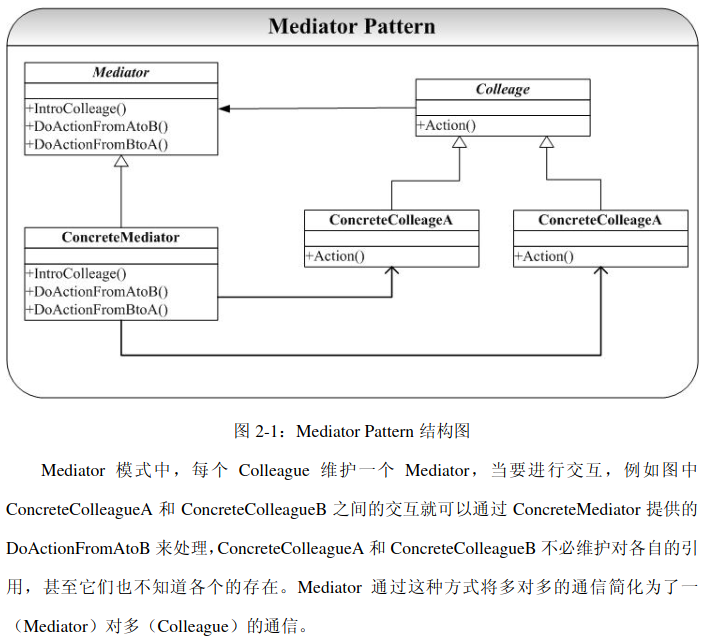 Mediator Pattern
Mediator
+IntroColleage()
+DoActionFromAtoB()
+DoActionFromBtoA()
Colleage
+Action()
ConcreteMediator
+IntroColleage()
+DoActionFromAtoB()
+DoActionFromBtoA()
ConcreteColleageA
+Action()
ConcreteColleageA
+Action()
图 2-1：Mediator Pattern 结构图
Mediator 模式中，每个 Colleague 维护一个 Mediator，当要进行交互，例如图中
ConcreteColleagueA 和 ConcreteColleagueB 之间的交互就可以通过 ConcreteMediator 提供的
DoActionFromAtoB 来处理，ConcreteColleagueA 和 ConcreteColleagueB 不必维护对各自的引
用，甚至它们也不知道各个的存在。Mediator 通过这种方式将多对多的通信简化为了一
（Mediator）对多（Colleague）的通信。